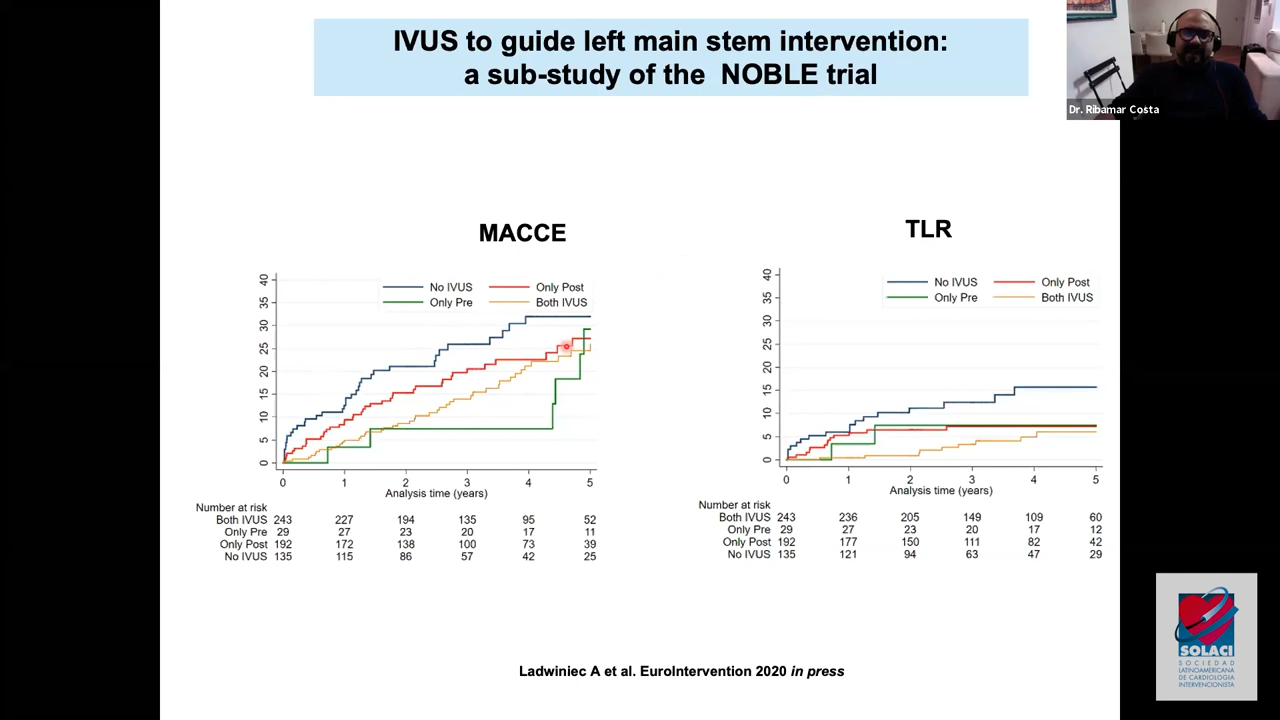 IVUS to guide left main stem intervention:
a sub-study of the NOBLE trial
Dr. Ribamar Costa
MACCE
40
35
30
25
20
15
10
5
0
No IVUS
Only Post
Only Pre
Both IVUS
0 1 2 3 4 5
Analysis time (years)
Number at risk
Both IVUS 243 227 194 135 95 52
Only Pre 29 27 23 20 17 11
Only Post 192 172 138 100 73 39
No IVUS 135 115 86 57 42 25
TLR
40
35
30
25
20
15
10
5
0
No IVUS
Only Post
Only Pre
Both IVUS
0 1 2 3 4 5
Analysis time (years)
Number at risk
Both IVUS 243 236 205 149 109 60
Only Pre 29 27 23 20 17 12
Only Post 192 177 150 111 82 42
No IVUS 135 121 94 63 47 29
Ladwiniec A et al. EuroIntervention 2020 in press
SOLACI
SOCIEDAD
LATINOAMERICANA
DE CARDIOLOGIA
INTERVENCIONISTA